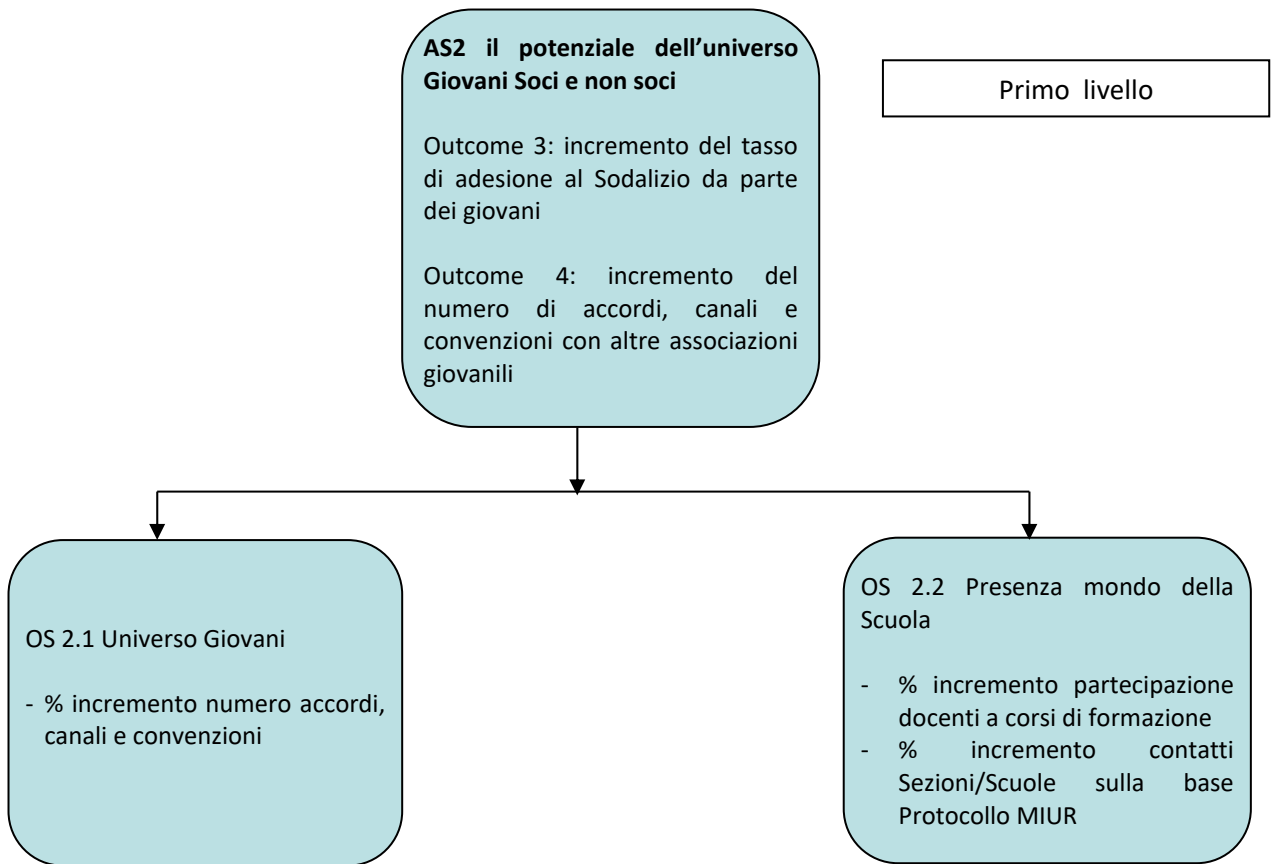 AS2 il potenziale dell’universo
Giovani Soci e non soci
Outcome 3: incremento del tasso
di adesione al Sodalizio da parte
dei giovani
Outcome 4: incremento del
numero di accordi, canali e
convenzioni con altre associazioni
giovanili
Primo livello
OS 2.1 Universo Giovani
- % incremento numero accordi,
canali e convenzioni
OS 2.2 Presenza mondo della
Scuola
- % incremento partecipazione
docenti a corsi di formazione
- % incremento contatti
Sezioni/Scuole sulla base
Protocollo MIUR